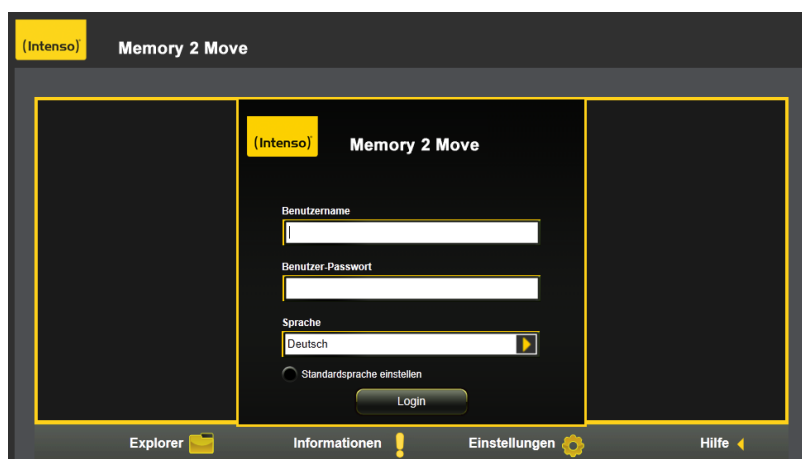 (Intenso)
Memory 2 Move
(Intenso)
Memory 2 Move
Benutzername
Benutzer-Passwort
Sprache
Deutsch
Standardsprache einstellen
Login
Explorer Informationen Einstellungen Hilfe